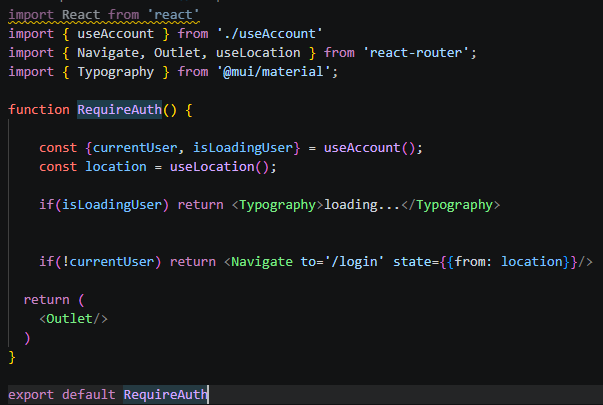 import React from 'react'
import { useAccount } from './useAccount'
import { Navigate, Outlet, useLocation } from 'react-router';
import { Typography } from '@mui/material';
function RequireAuth() {
const {currentUser, isLoadingUser} = useAccount();
const location = useLocation();
if(isLoadingUser) return <Typography>loading...</Typography>
if(!currentUser) return <Navigate to='/login' state={{from: location}}/>
return (
<Outlet/>
)
}
export default RequireAuth